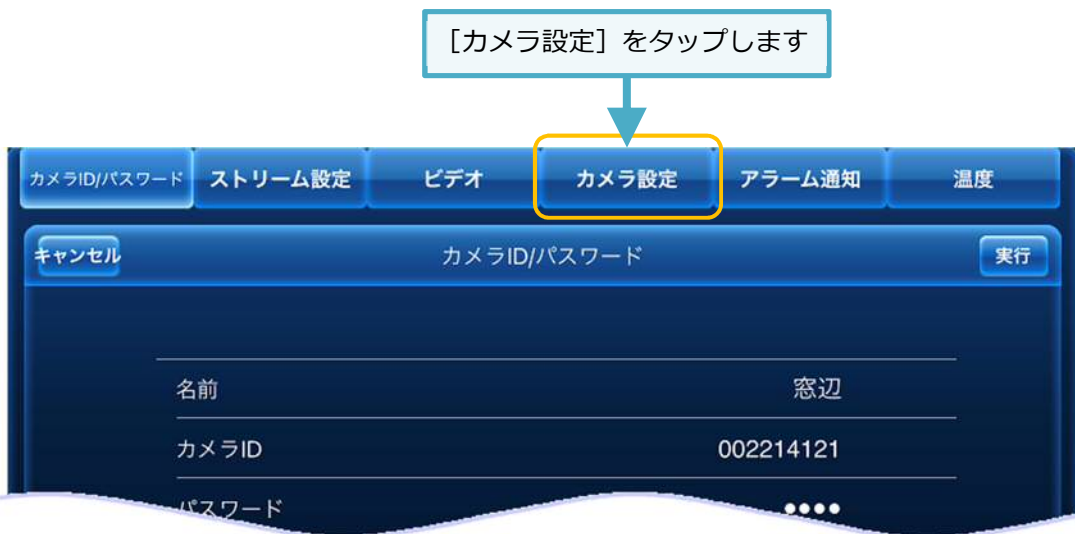 ［カメラ設定］をタップします
カメラID/パスワード ストリーム設定 ビデオ カメラ設定 アラーム通知 温度
キャンセル カメラID/パスワード 実行
名前 窓辺
カメラID 002214121
パスワード ••••